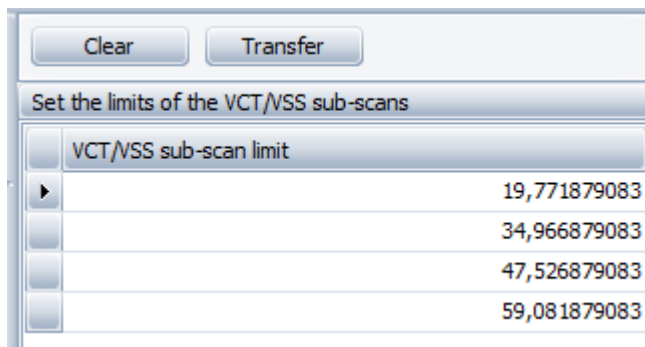 Clear Transfer
Set the limits of the VCT/VSS sub-scans
VCT/VSS sub-scan limit
19,771879083
34,966879083
47,526879083
59,081879083